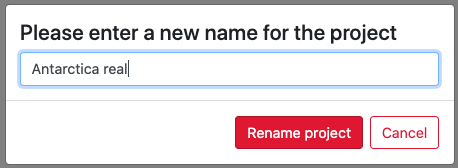 Please enter a new name for the project
Antarctica real
Rename project
Cancel